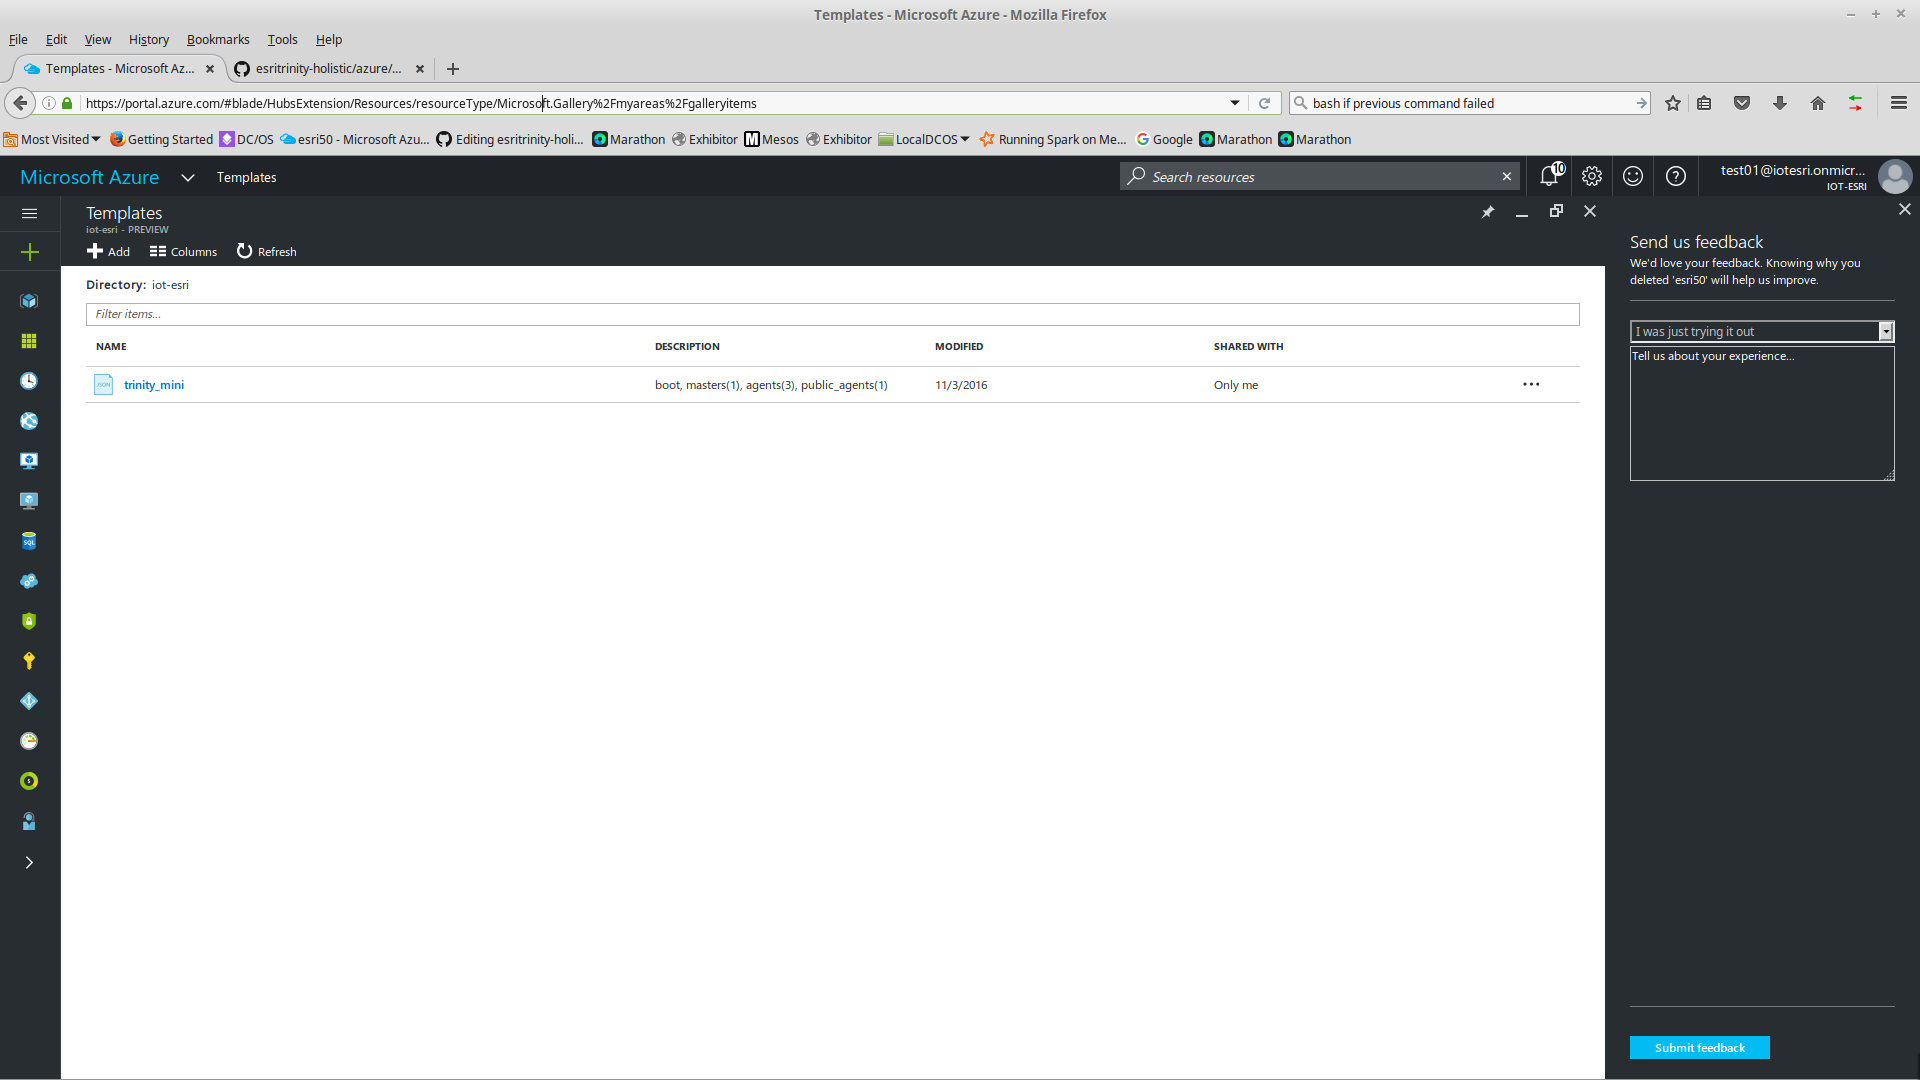 Templates - Microsoft Azure - Mozilla Firefox
File Edit View History Bookmarks Tools Help
Templates - Microsoft Az... esritrinity-holistic/azure/...
https://portal.azure.com/#blade/HubsExtension/Resources/resourceType/Microsoft.Gallery%2Fmyareas%2Fgalleryitems bash if previous command failed
Most Visited Getting Started DC/OS esri50 - Microsoft Azu... Editing esritrinity-holi... Marathon Exhibitor Mesos Exhibitor LocalDCOS Running Spark on Me... Google Marathon Marathon
Microsoft Azure Templates Search resources 10 test01@iotesri.onmicr...
IOT-ESRI
Templates
iot-esri - PREVIEW
Add Columns Refresh
Directory: iot-esri
Filter items...
NAME DESCRIPTION MODIFIED SHARED WITH
JSON trinity_mini boot, masters(1), agents(3), public_agents(1) 11/3/2016 Only me
SQL
Send us feedback
We'd love your feedback. Knowing why you
deleted 'esri50' will help us improve.
I was just trying it out
Tell us about your experience...
Submit feedback